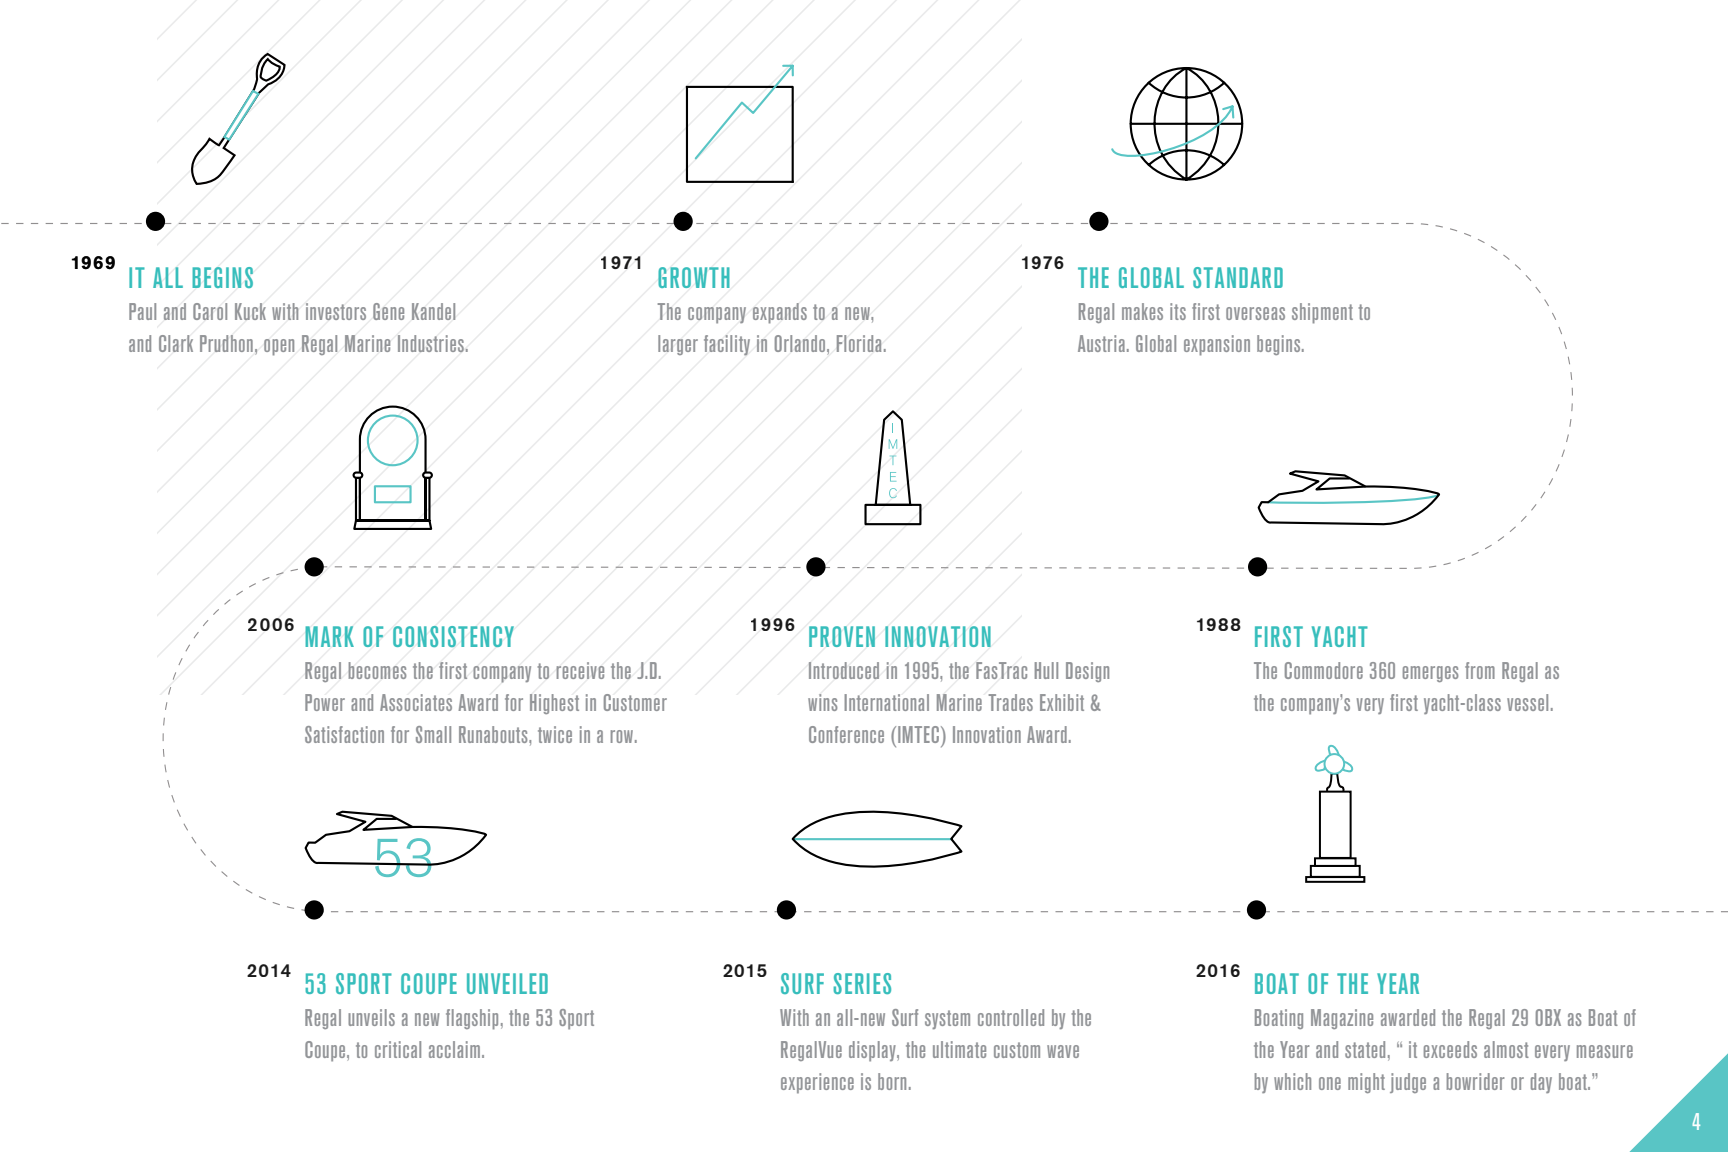 1969
IT ALL BEGINS
Paul and Carol Kuck with investors Gene Kandel
and Clark Prudhon, open Regal Marine Industries.
1971
GROWTH
The company expands to a new,
larger facility in Orlando, Florida.
1976
THE GLOBAL STANDARD
Regal makes its first overseas shipment to
Austria. Global expansion begins.
I
M
T
E
C
1988
FIRST YACHT
The Commodore 360 emerges from Regal as
the company's very first yacht-class vessel.
1996
PROVEN INNOVATION
Introduced in 1995, the FasTrac Hull Design
wins International Marine Trades Exhibit &
Conference (IMTEC) Innovation Award.
2006
MARK OF CONSISTENCY
Regal becomes the first company to receive the J.D.
Power and Associates Award for Highest in Customer
Satisfaction for Small Runabouts, twice in a row.
53
2014
53 SPORT COUPE UNVEILED
Regal unveils a new flagship, the 53 Sport
Coupe, to critical acclaim.
2015
SURF SERIES
With an all-new Surf system controlled by the
RegalVue display, the ultimate custom wave
experience is born.
2016
BOAT OF THE YEAR
Boating Magazine awarded the Regal 29 OBX as Boat of
the Year and stated, “ it exceeds almost every measure
by which one might judge a bowrider or day boat.”
4